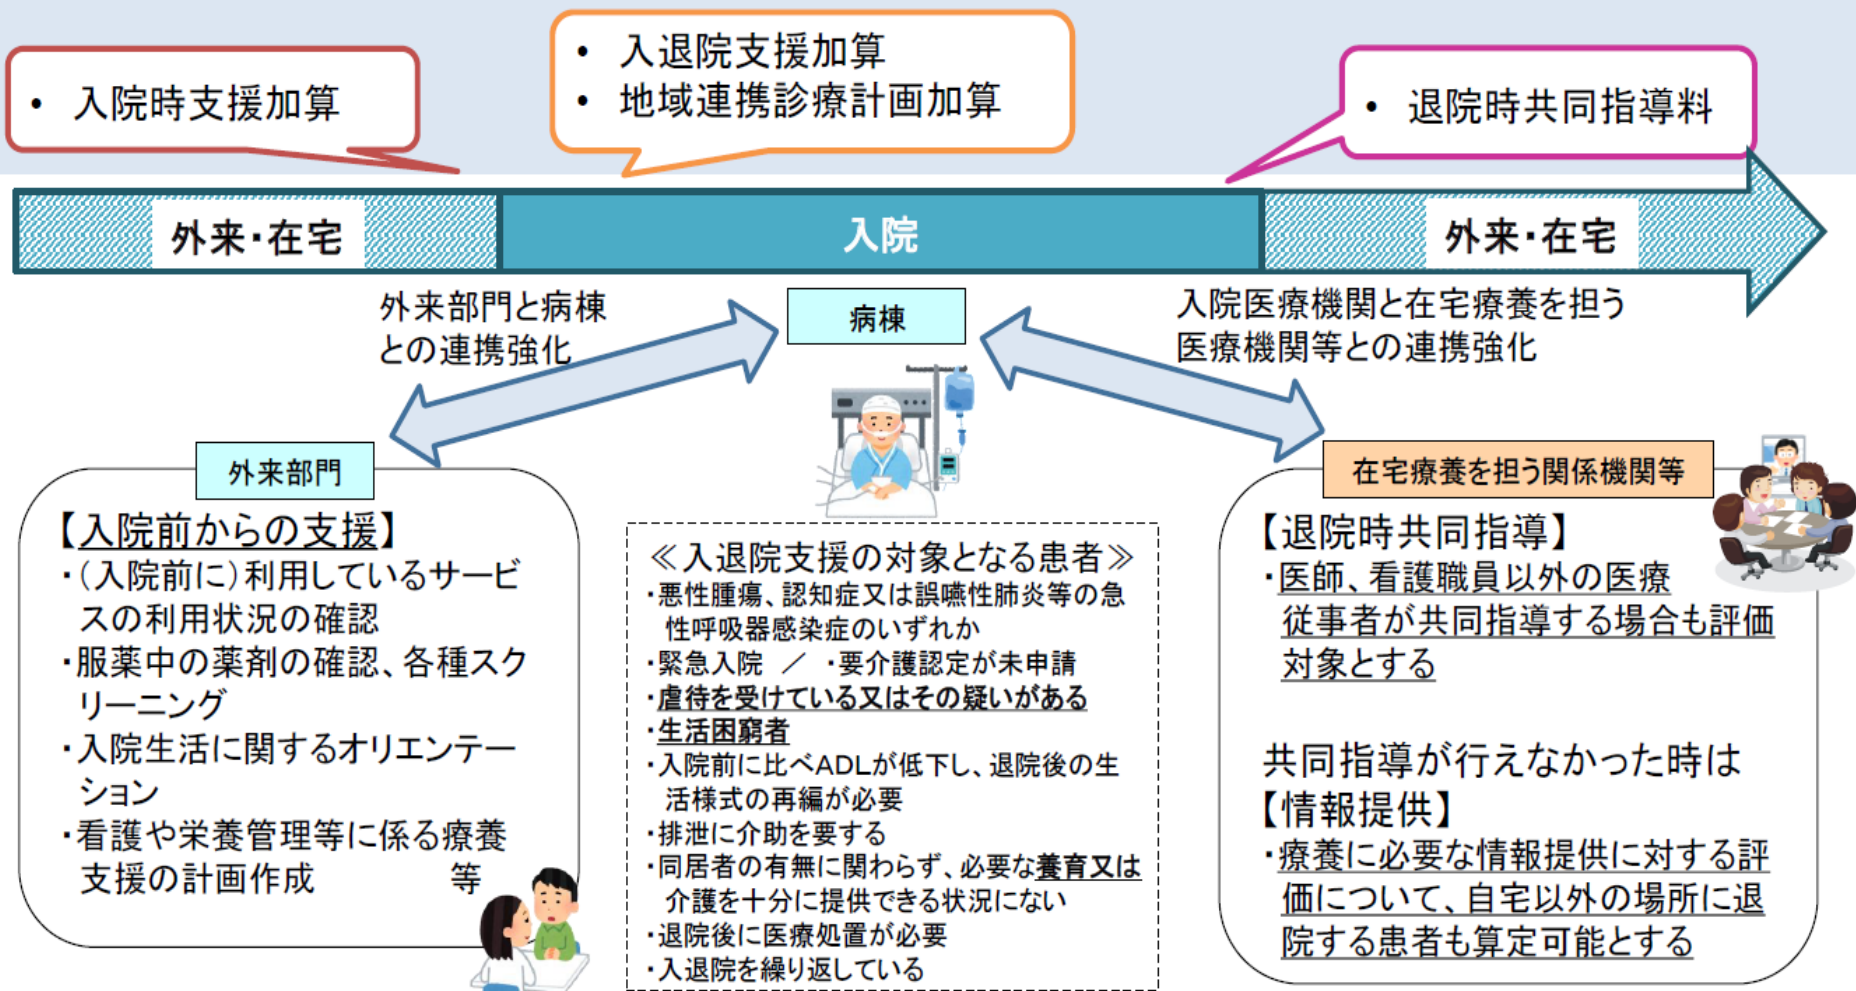 • 入院時支援加算
• 入退院支援加算
• 地域連携診療計画加算
• 退院時共同指導料
外来・在宅
入院
外来・在宅
外来部門と病棟
との連携強化
病棟
入院医療機関と在宅療養を担う
医療機関等との連携強化
外来部門
【入院前からの支援】
・(入院前に)利用しているサービ
スの利用状況の確認
・服薬中の薬剤の確認、各種スク
リーニング
・入院生活に関するオリエンテー
ション
・看護や栄養管理等に係る療養
支援の計画作成 等
≪入退院支援の対象となる患者≫
・悪性腫瘍、認知症又は誤嚥性肺炎等の急
性呼吸器感染症のいずれか
・緊急入院 / ・要介護認定が未申請
・虐待を受けている又はその疑いがある
・生活困窮者
・入院前に比べADLが低下し、退院後の生
活様式の再編が必要
・排泄に介助を要する
・同居者の有無に関わらず、必要な養育又は
介護を十分に提供できる状況にない
・退院後に医療処置が必要
・入退院を繰り返している
在宅療養を担う関係機関等
【退院時共同指導】
・医師、看護職員以外の医療
従事者が共同指導する場合も評価
対象とする
共同指導が行えなかった時は
【情報提供】
・療養に必要な情報提供に対する評
価について、自宅以外の場所に退
院する患者も算定可能とする